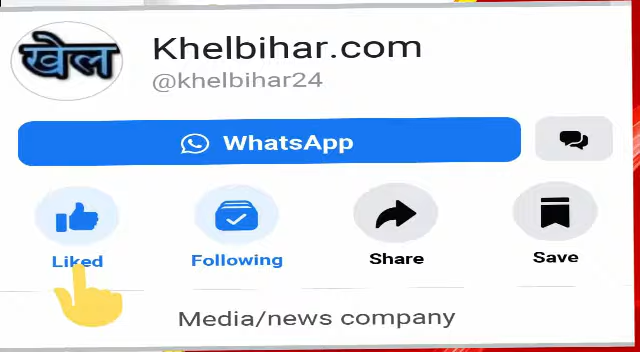 खेल
Khelbihar.com
@khelbihar24
WhatsApp
Liked Following Share Save
Media/news company